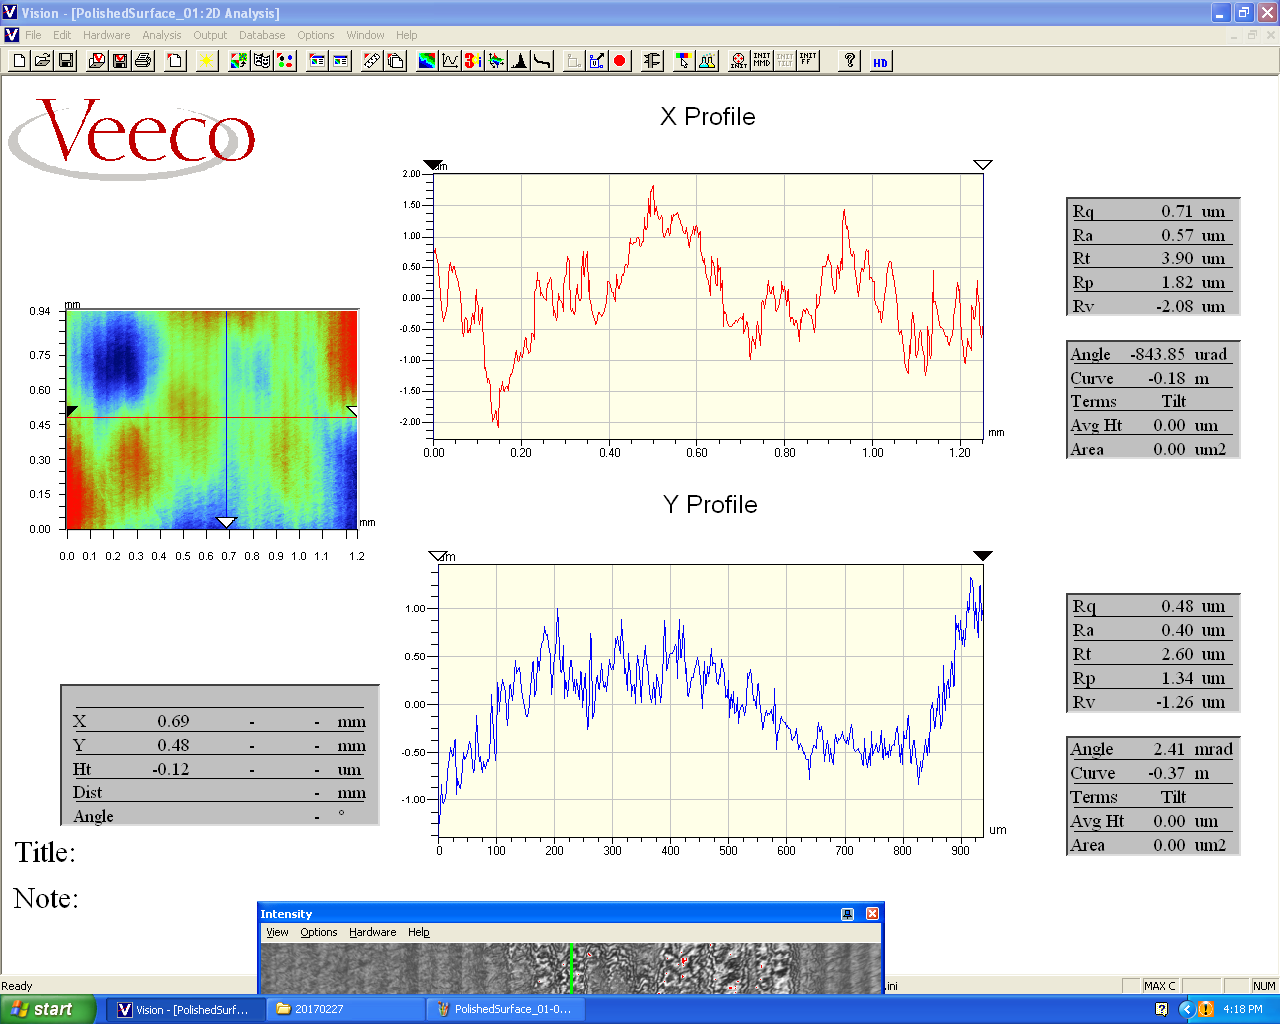 Vision - [PolishedSurface_01:2D Analysis]
File Edit Hardware Analysis Output Database Options Window Help
INIT INIT MMD INIT TILT INIT FF ? HD
Veeco
X Profile
um
2.00
1.50
1.00
0.50
0.00
-0.50
-1.00
-1.50
-2.00
0.00 0.20 0.40 0.60 0.80 1.00 1.20
mm
Rq 0.71 um
Ra 0.57 um
Rt 3.90 um
Rp 1.82 um
Rv -2.08 um
Angle -843.85 urad
Curve -0.18 m
Terms Tilt
Avg Ht 0.00 um
Area 0.00 um2
mm
0.94
0.75
0.60
0.45
0.30
0.15
0.00
mm
0.0 0.1 0.2 0.3 0.4 0.5 0.6 0.7 0.8 0.9 1.0 1.1 1.2
Y Profile
um
1.00
0.50
0.00
-0.50
-1.00
0 100 200 300 400 500 600 700 800 900
um
Rq 0.48 um
Ra 0.40 um
Rt 2.60 um
Rp 1.34 um
Rv -1.26 um
Angle 2.41 mrad
Curve -0.37 m
Terms Tilt
Avg Ht 0.00 um
Area 0.00 um2
X 0.69 - - mm
Y 0.48 - - mm
Ht -0.12 - - um
Dist - mm
Angle - °
Title:
Note:
Intensity
View Options Hardware Help
Ready .ini MAX C NUM
start Vision - [PolishedSurf... 20170227 PolishedSurface_01-0... 4:18 PM